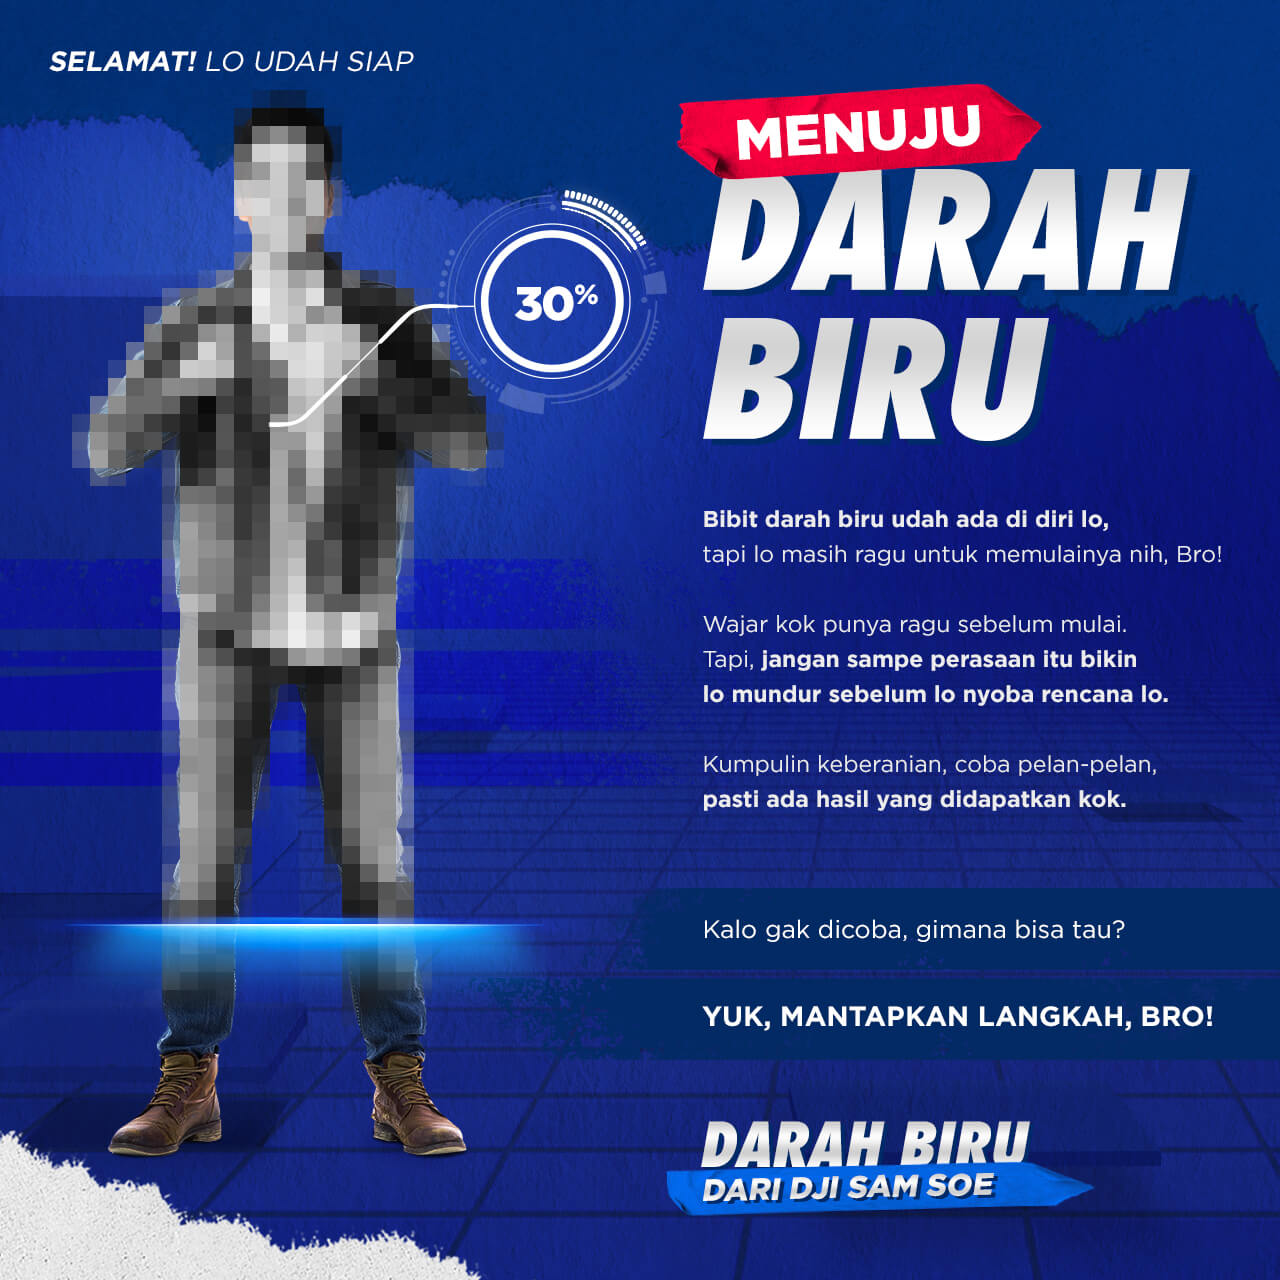 SELAMAT! LO UDAH SIAP
MENUJU
DARAH
BIRU
30%
Bibit darah biru udah ada di diri lo,
tapi lo masih ragu untuk memulainya nih, Bro!
Wajar kok punya ragu sebelum mulai.
Tapi, jangan sampe perasaan itu bikin
lo mundur sebelum lo nyoba rencana lo.
Kumpulin keberanian, coba pelan-pelan,
pasti ada hasil yang didapatkan kok.
Kalo gak dicoba, gimana bisa tau?
YUK, MANTAPKAN LANGKAH, BRO!
DARAH BIRU
DARI DJI SAM SOE